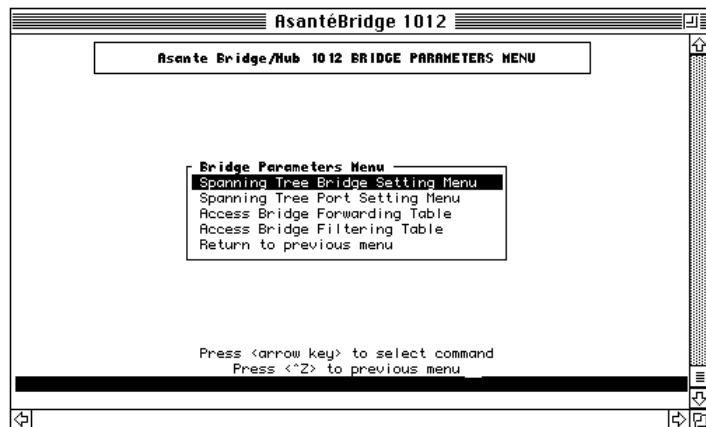 AsantéBridge 1012
Asante Bridge/Hub 1012 BRIDGE PARAMETERS MENU
Bridge Parameters Menu
Spanning Tree Bridge Setting Menu
Spanning Tree Port Setting Menu
Access Bridge Forwarding Table
Access Bridge Filtering Table
Return to previous menu
Press <arrow key> to select command
Press <^Z> to previous menu